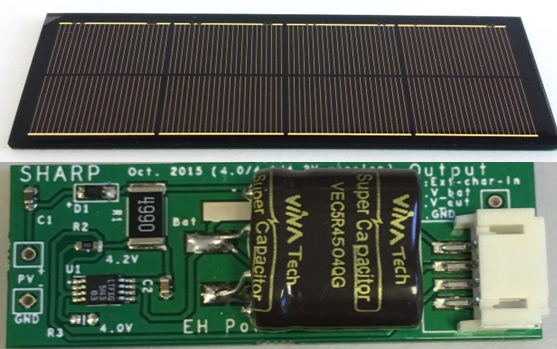 SHARP
Oct. 2015 (4.0/
Output
:Ext-char-In
V_bat
V_out
GND
C1
D1
R1
4990
Bat
R2
4.2V
PV
U1
C2
GND
R3
4.0V
EH Po
Super Capacitor
VINA Tech
Super Capacitor
VEC5R4504QG
VINA Tech